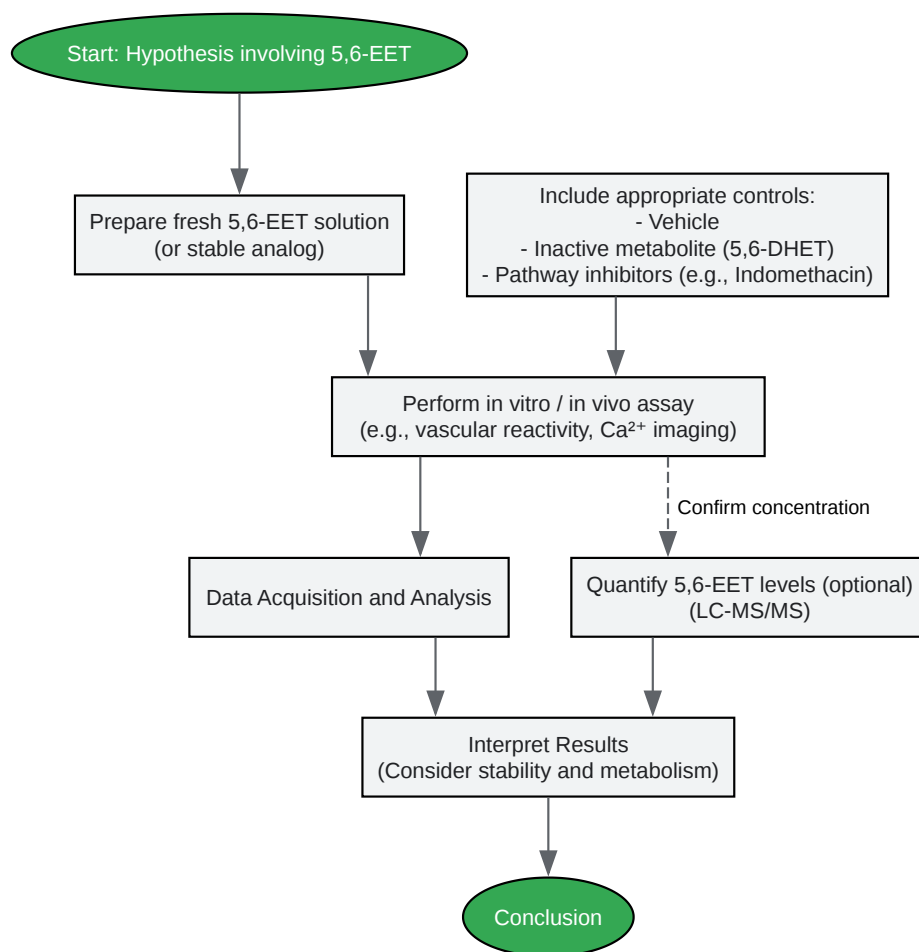 Start: Hypothesis involving 5,6-EET
Prepare fresh 5,6-EET solution
(or stable analog)
Include appropriate controls:
- Vehicle
- Inactive metabolite (5,6-DHET)
- Pathway inhibitors (e.g., Indomethacin)
Perform in vitro / in vivo assay
(e.g., vascular reactivity, Ca²⁺ imaging)
Confirm concentration
Data Acquisition and Analysis
Quantify 5,6-EET levels (optional)
(LC-MS/MS)
Interpret Results
(Consider stability and metabolism)
Conclusion